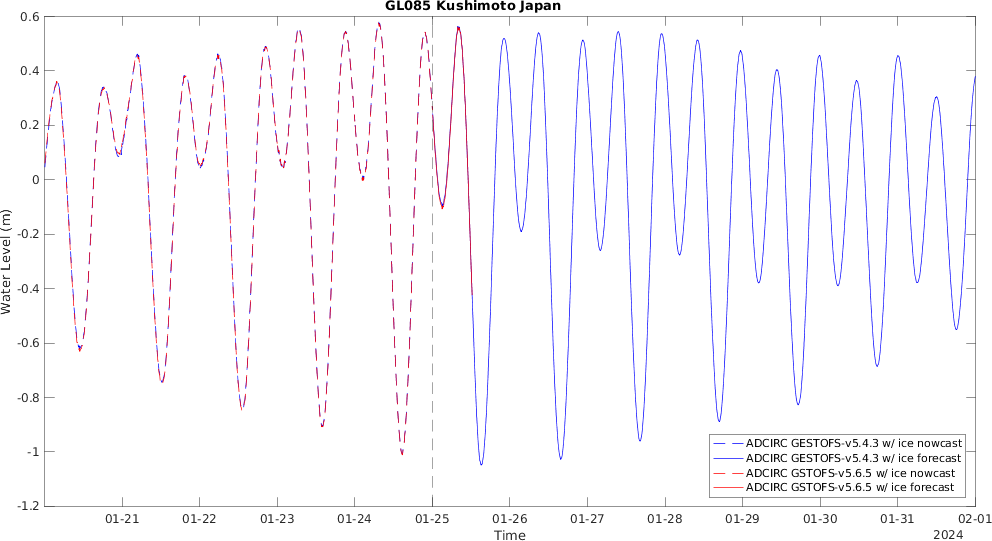 GL085 Kushimoto Japan
0.6
0.4
0.2
0
-0.2
-0.4
-0.6
-0.8
-1
-1.2
Water Level (m)
ADCIRC GESTOFS-v5.4.3 w/ ice nowcast
ADCIRC GESTOFS-v5.4.3 w/ ice forecast
ADCIRC GSTOFS-v5.6.5 w/ ice nowcast
ADCIRC GSTOFS-v5.6.5 w/ ice forecast
01-21 01-22 01-23 01-24 01-25 01-26 01-27 01-28 01-29 01-30 01-31 02-01
Time
2024